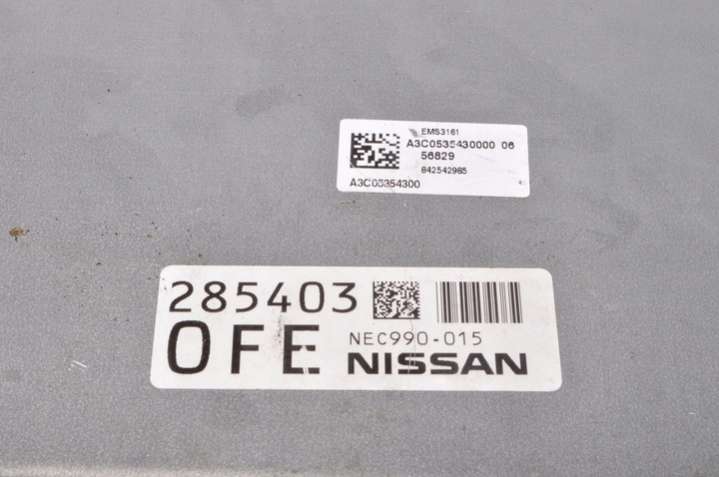 EMS3161
A3C0535430000 06
56829
842542985
A3C05354300
285403
0FE
NEC990-015
NISSAN